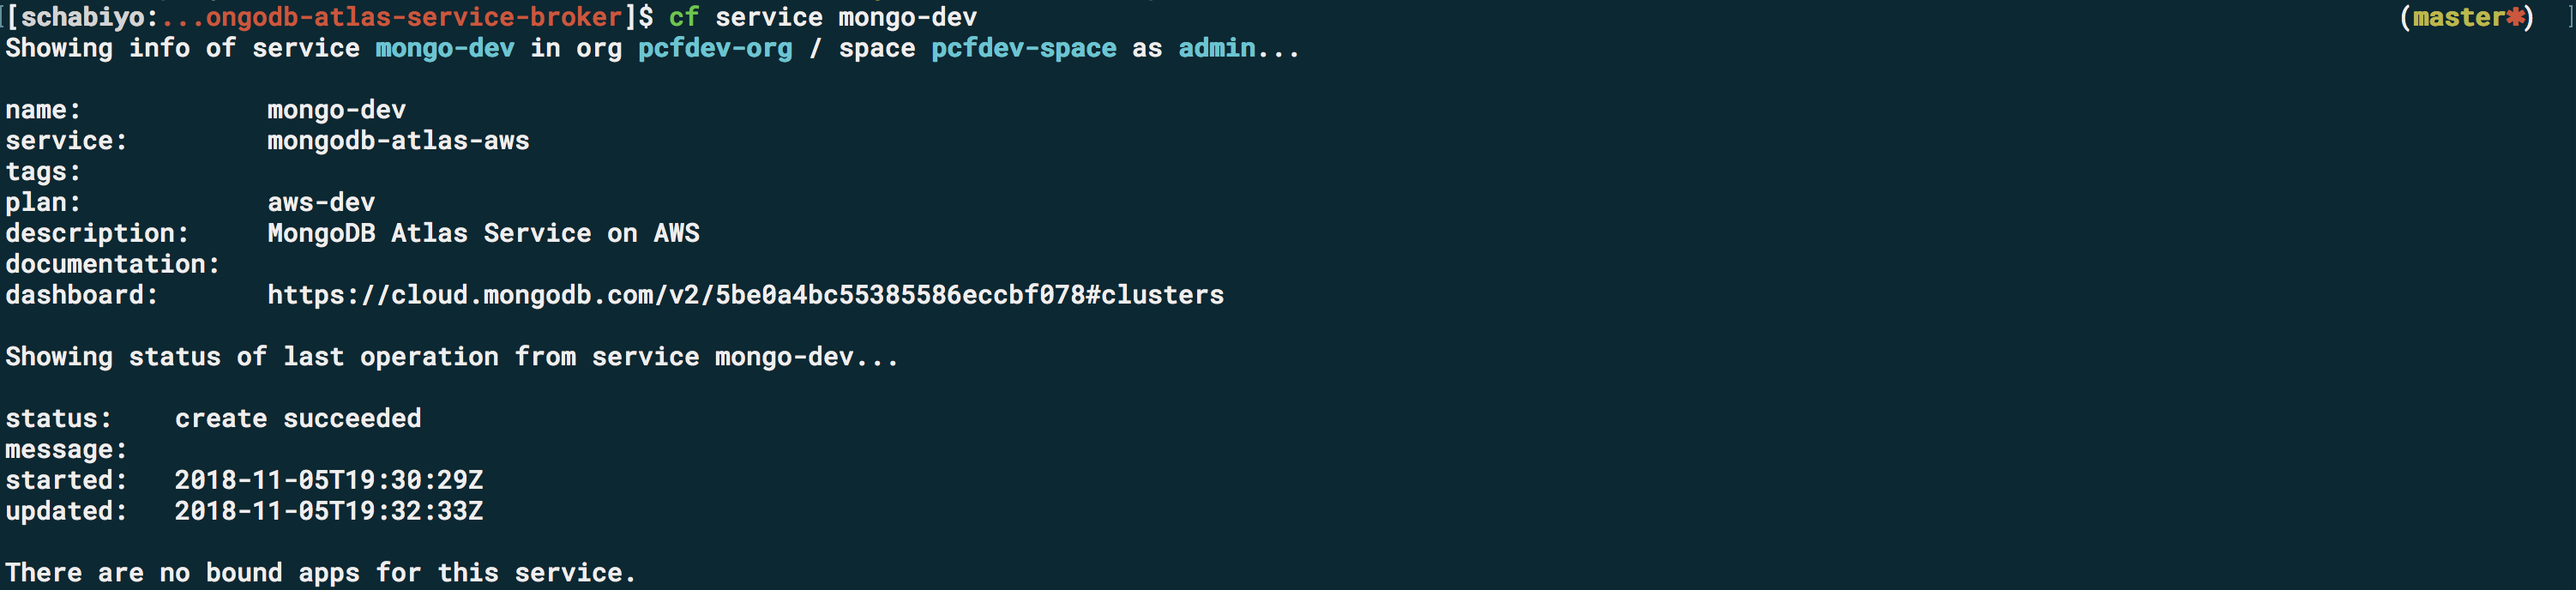 [[schabiyo:...ongodb-atlas-service-broker]$ cf service mongo-dev (master*) ]
Showing info of service mongo-dev in org pcfdev-org / space pcfdev-space as admin...
name: mongo-dev
service: mongodb-atlas-aws
tags:
plan: aws-dev
description: MongoDB Atlas Service on AWS
documentation:
dashboard: https://cloud.mongodb.com/v2/5be0a4bc55385586eccbf078#clusters
Showing status of last operation from service mongo-dev...
status: create succeeded
message:
started: 2018-11-05T19:30:29Z
updated: 2018-11-05T19:32:33Z
There are no bound apps for this service.